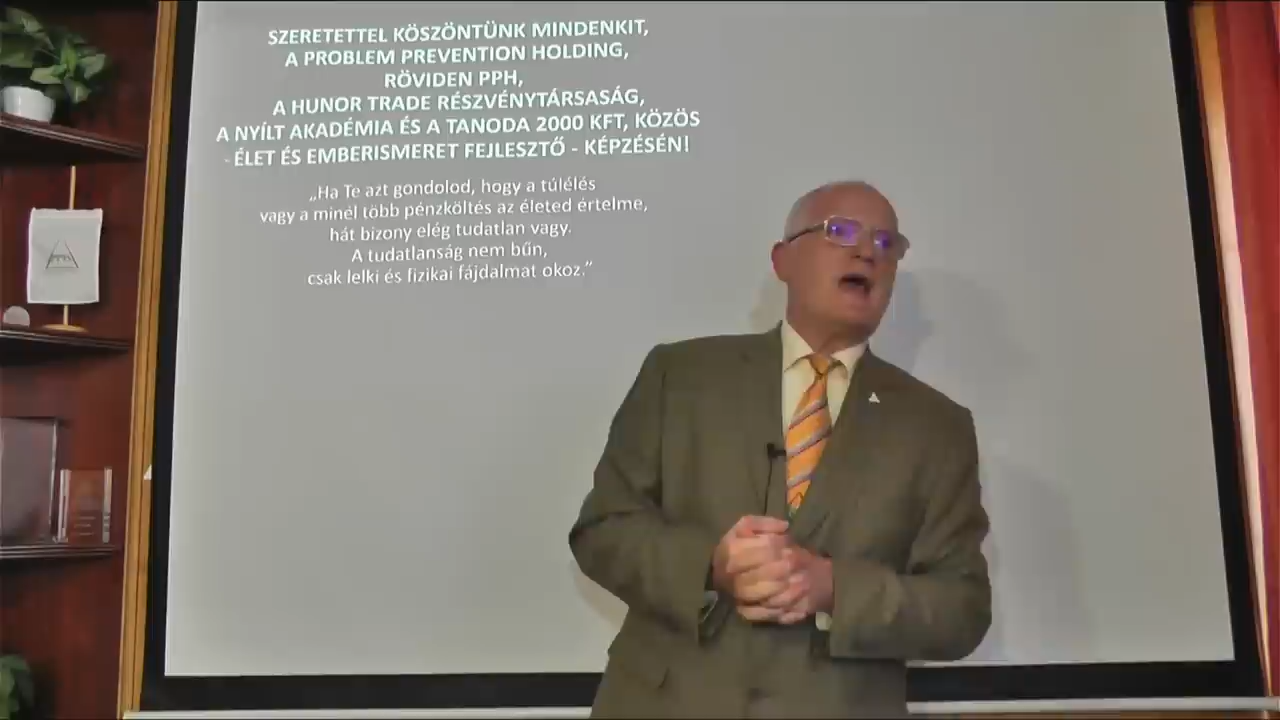 SZERETETTEL KÖSZÖNTÜNK MINDENKIT,
A PROBLEM PREVENTION HOLDING,
RÖVIDEN PPH,
A HUNOR TRADE RÉSZVÉNYTÁRSASÁG,
A NYÍLT AKADÉMIA ÉS A TANODA 2000 KFT, KÖZÖS
- ÉLET ÉS EMBERISMERET FEJLESZTŐ - KÉPZÉSÉN!
„Ha Te azt gondolod, hogy a túlélés
vagy a minél több pénzköltés az életed értelme,
hát bizony elég tudatlan vagy.
A tudatlanság nem bűn,
csak lelki és fizikai fájdalmat okoz.”